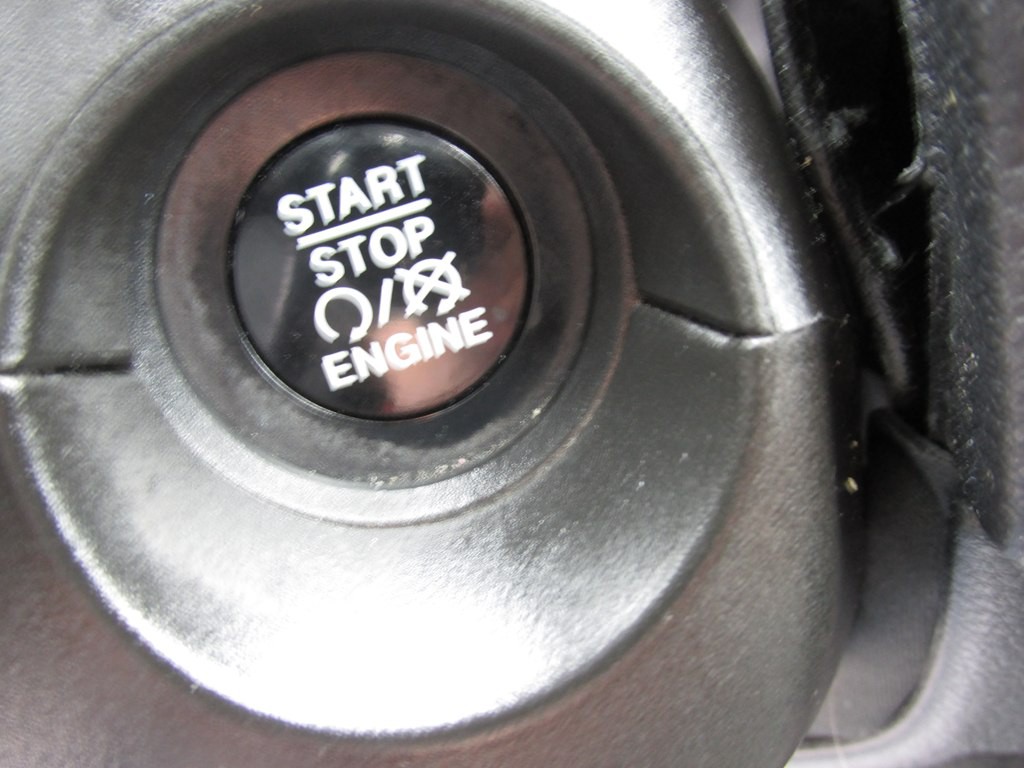 START
STOP
/
ENGINE